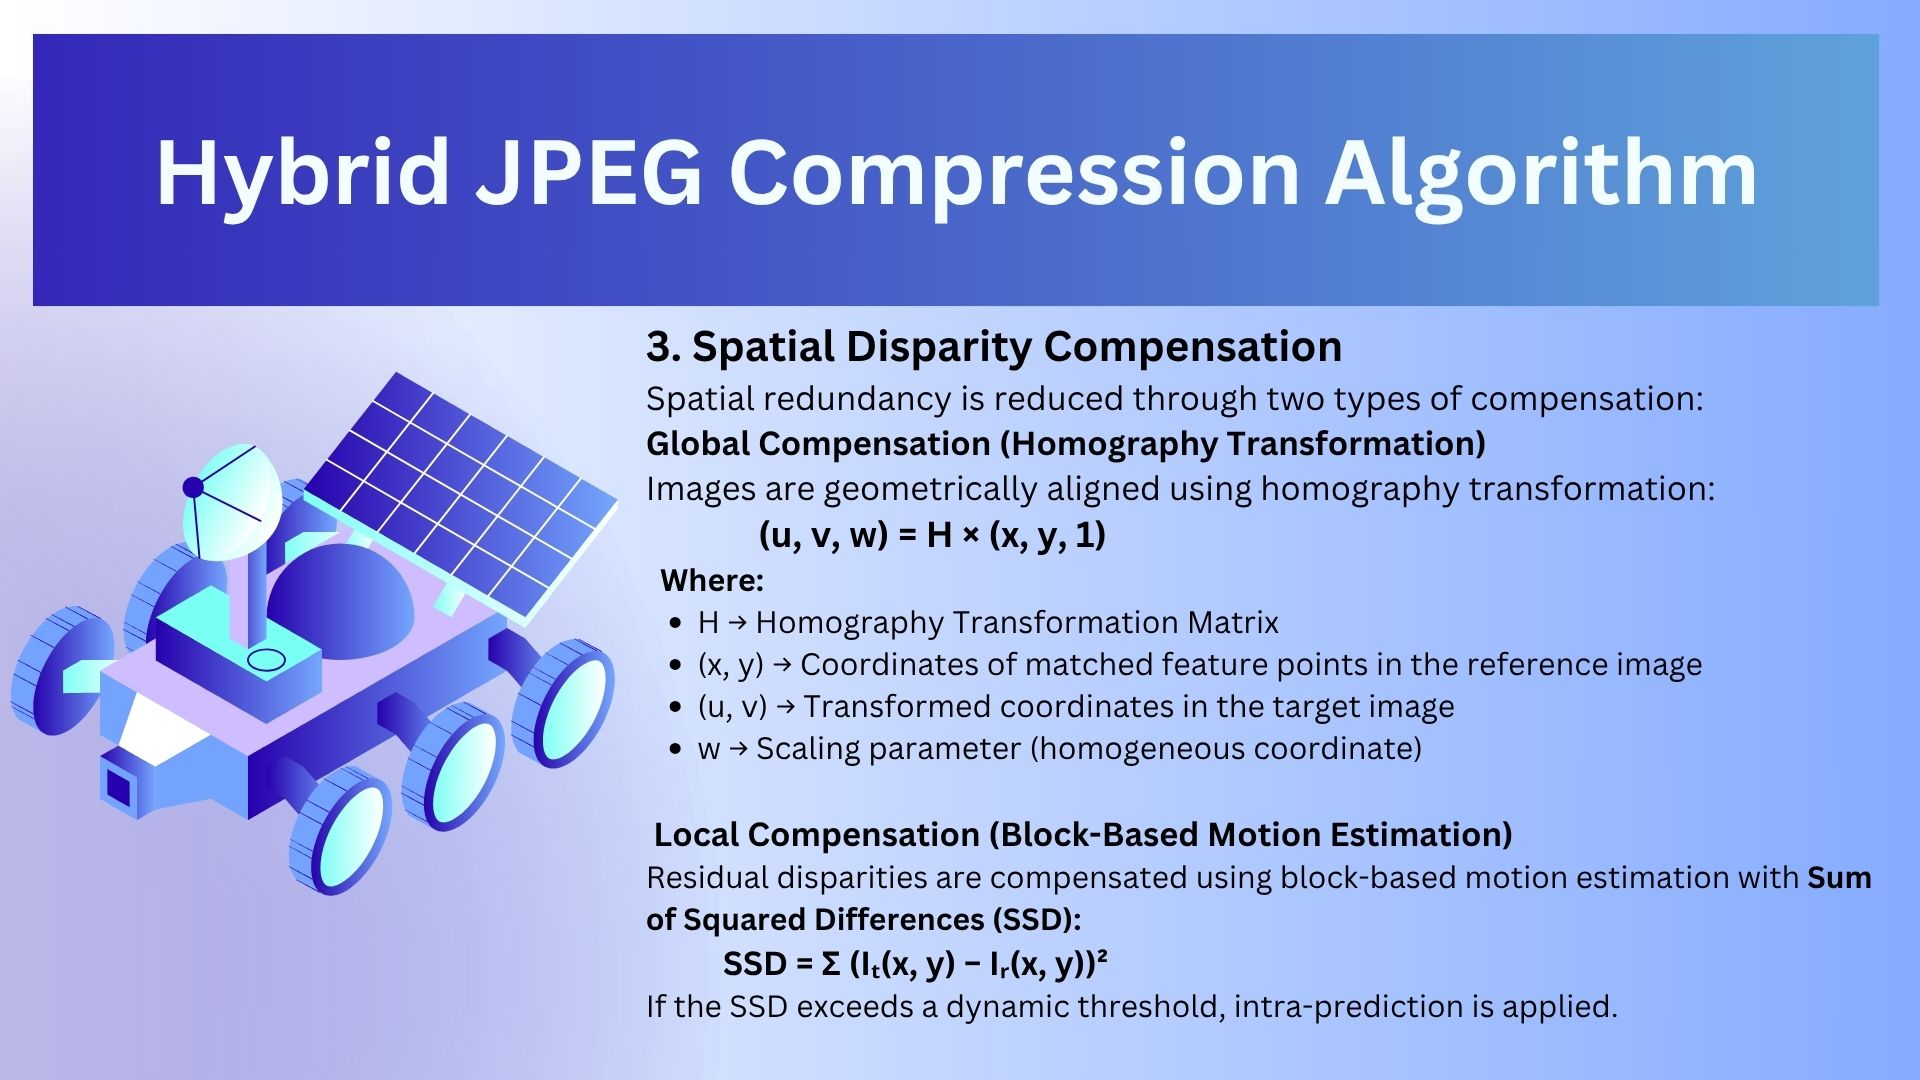 Hybrid JPEG Compression Algorithm
3. Spatial Disparity Compensation
Spatial redundancy is reduced through two types of compensation:
Global Compensation (Homography Transformation)
Images are geometrically aligned using homography transformation:
(u, v, w) = H × (x, y, 1)
Where:
• H → Homography Transformation Matrix
• (x, y) → Coordinates of matched feature points in the reference image
• (u, v) → Transformed coordinates in the target image
• w → Scaling parameter (homogeneous coordinate)
Local Compensation (Block-Based Motion Estimation)
Residual disparities are compensated using block-based motion estimation with Sum
of Squared Differences (SSD):
SSD = Σ (Iₜ(x, y) − Iᵣ(x, y))²
If the SSD exceeds a dynamic threshold, intra-prediction is applied.